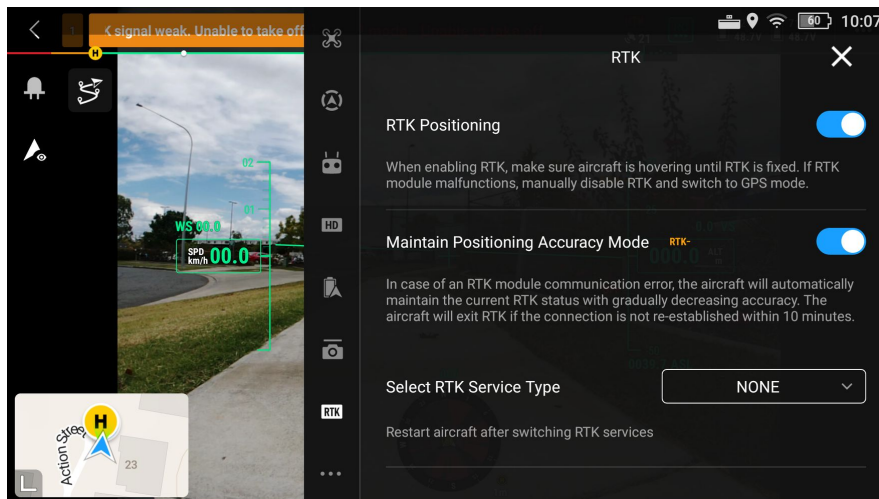 signal weak. Unable to take off
60
10:07
RTK
RTK Positioning
When enabling RTK, make sure aircraft is hovering until RTK is fixed. If RTK
module malfunctions, manually disable RTK and switch to GPS mode.
Maintain Positioning Accuracy Mode RTK-
In case of an RTK module communication error, the aircraft will automatically
maintain the current RTK status with gradually decreasing accuracy. The
aircraft will exit RTK if the connection is not re-established within 10 minutes.
Select RTK Service Type
NONE
Restart aircraft after switching RTK services
HD
RTK
H
02
01
WS 00.0
SPD
km/h 00.0
000.0 ALT
H
Action Street
23